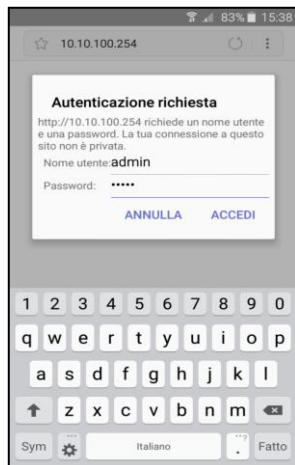 83% 15:38
10.10.100.254
Autenticazione richiesta
http://10.10.100.254 richiede un nome utente
e una password. La tua connessione a questo
sito non è privata.
Nome utente: admin
Password: •••••
ANNULLA ACCEDI
1 2 3 4 5 6 7 8 9 0
q w e r t y u i o p
a s d f g h j k l
z x c v b n m
Sym Italiano . Fatto